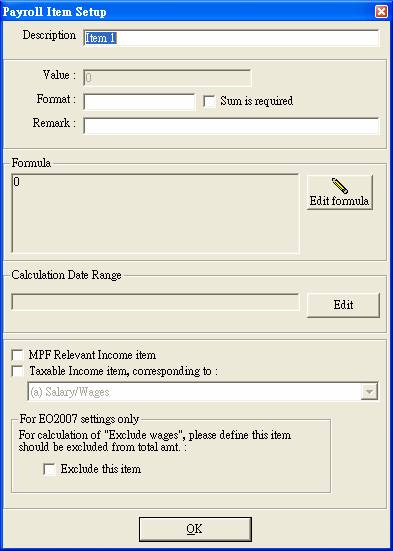 Payroll Item Setup
Description Item 1
Value : 0
Format : Sum is required
Remark :
Formula
0
Edit formula
Calculation Date Range
Edit
MPF Relevant Income item
Taxable Income item, corresponding to :
(a) Salary/Wages
For EO2007 settings only
For calculation of "Exclude wages", please define this item
should be excluded from total amt. :
Exclude this item
OK